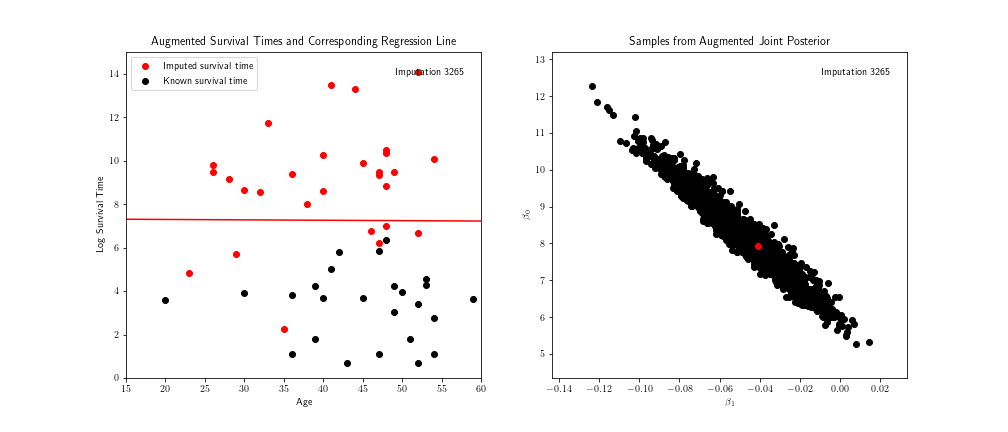 Augmented Survival Times and Corresponding Regression Line
Imputed survival time
Known survival time
Imputation 3265
14
12
10
8
6
4
2
0
Log Survival Time
15 20 25 30 35 40 45 50 55 60
Age
Samples from Augmented Joint Posterior
Imputation 3265
13
12
11
10
9
8
7
6
5
β0
−0.14 −0.12 −0.10 −0.08 −0.06 −0.04 −0.02 0.00 0.02
β1